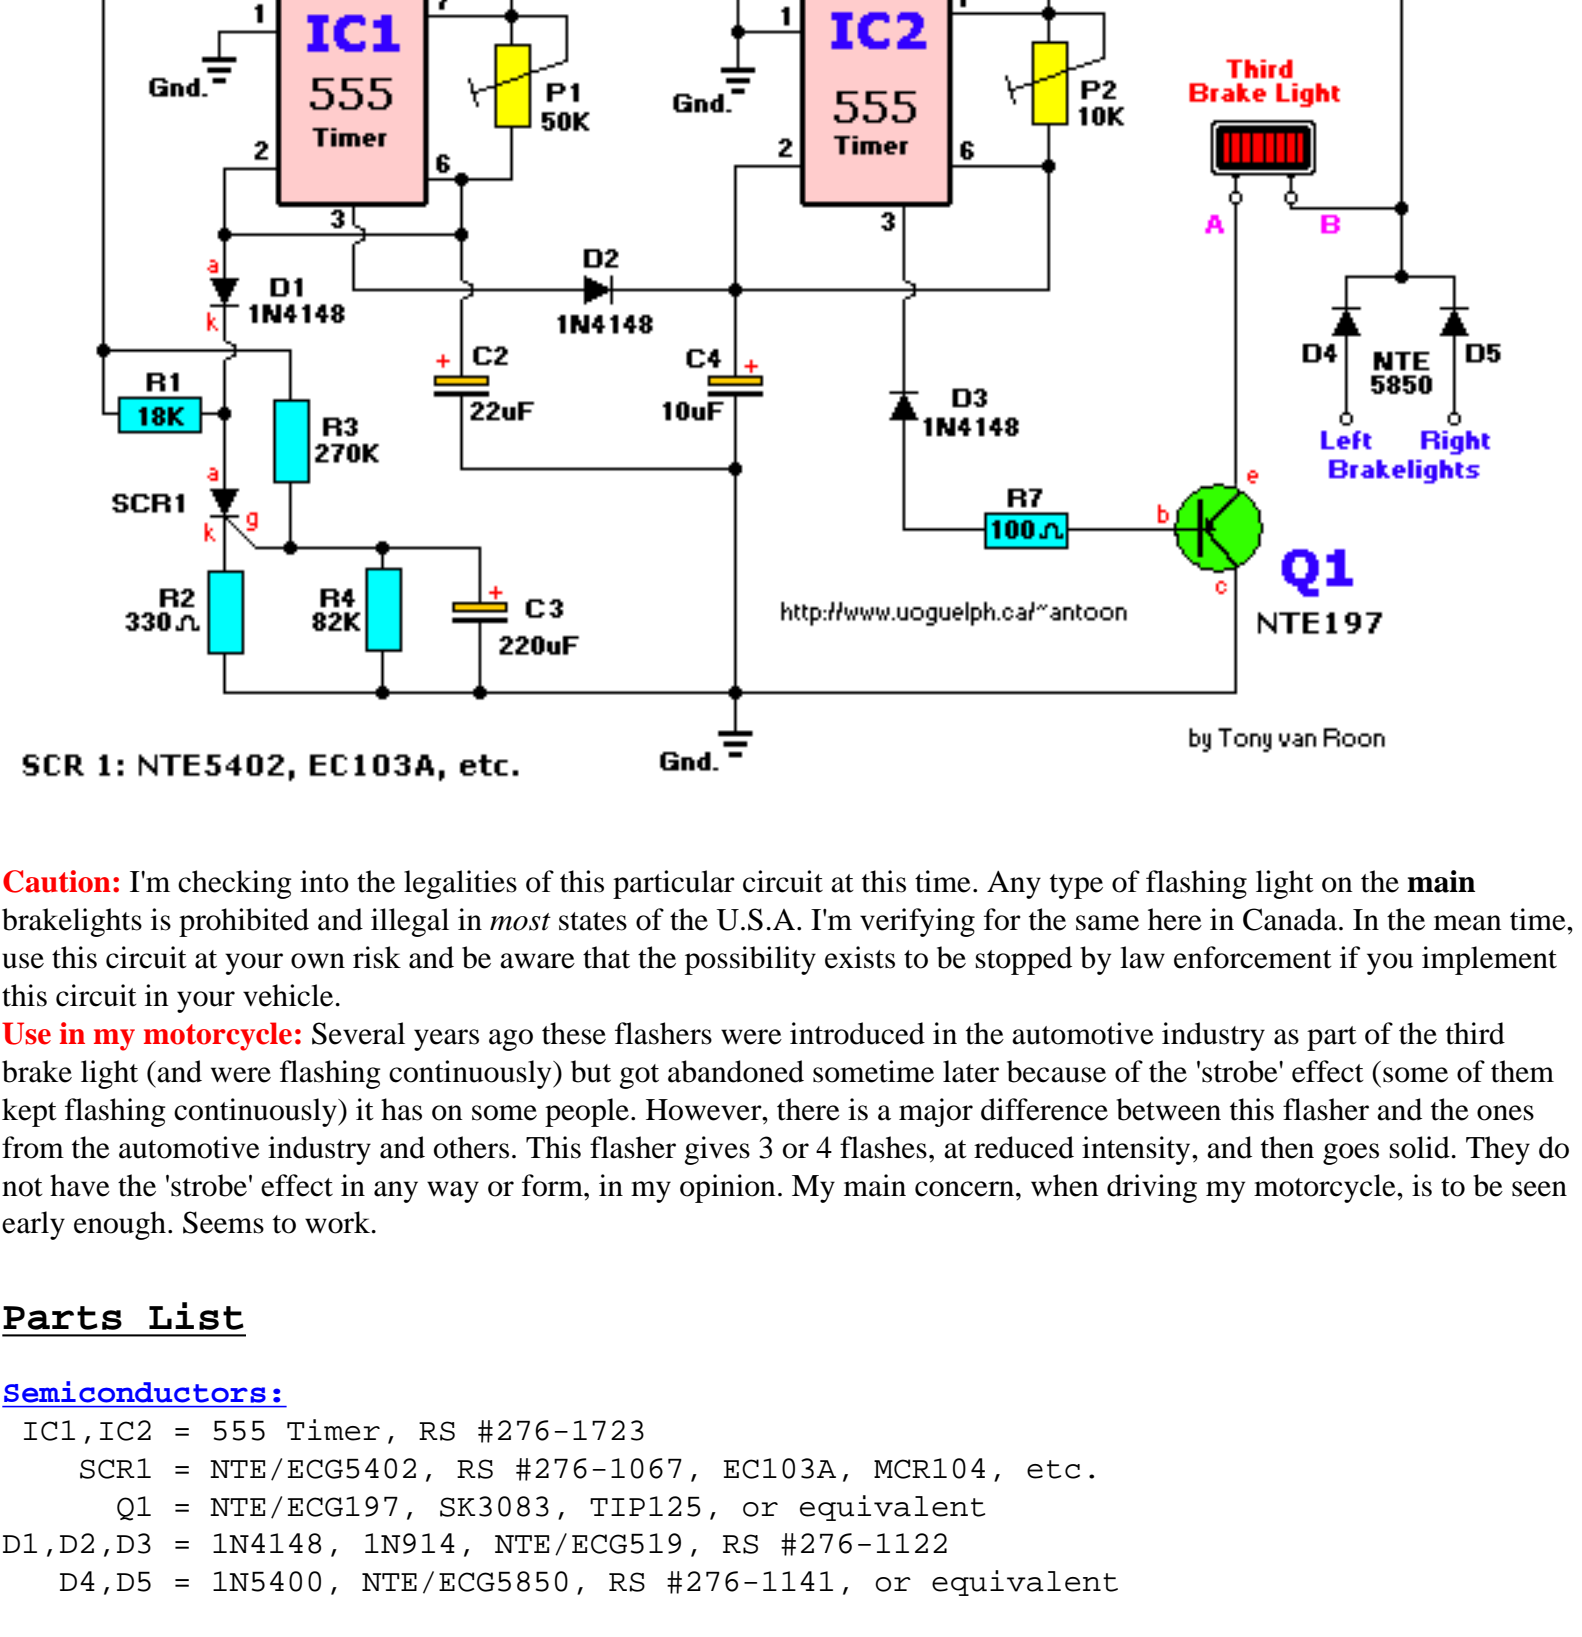 1
IC1
555
Timer
7
P1
50K
Gnd.
2
6
3
1
IC2
555
Timer
P2
10K
Gnd.
2
6
3
Third
Brake Light
A
B
a
D1
1N4148
k
D2
1N4148
+
C2
22uF
C4
+
10uF
D3
1N4148
D4
NTE
5850
D5
Left
Right
Brakelights
R1
18K
R3
270K
a
SCR1
k
g
R2
330Ω
R4
82K
+
C3
220uF
R7
100Ω
b
e
c
Q1
NTE197
http://www.uoguelph.ca/~antoon
by Tony van Roon
Gnd.
SCR 1: NTE5402, EC103A, etc.
Caution: I'm checking into the legalities of this particular circuit at this time. Any type of flashing light on the main
brakelights is prohibited and illegal in most states of the U.S.A. I'm verifying for the same here in Canada. In the mean time,
use this circuit at your own risk and be aware that the possibility exists to be stopped by law enforcement if you implement
this circuit in your vehicle.
Use in my motorcycle: Several years ago these flashers were introduced in the automotive industry as part of the third
brake light (and were flashing continuously) but got abandoned sometime later because of the 'strobe' effect (some of them
kept flashing continuously) it has on some people. However, there is a major difference between this flasher and the ones
from the automotive industry and others. This flasher gives 3 or 4 flashes, at reduced intensity, and then goes solid. They do
not have the 'strobe' effect in any way or form, in my opinion. My main concern, when driving my motorcycle, is to be seen
early enough. Seems to work.
Parts List
Semiconductors:
IC1,IC2 = 555 Timer, RS #276-1723
SCR1 = NTE/ECG5402, RS #276-1067, EC103A, MCR104, etc.
Q1 = NTE/ECG197, SK3083, TIP125, or equivalent
D1,D2,D3 = 1N4148, 1N914, NTE/ECG519, RS #276-1122
D4,D5 = 1N5400, NTE/ECG5850, RS #276-1141, or equivalent